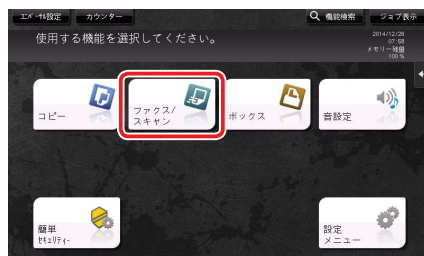 ｴﾝﾊﾟｰｻﾙ設定
カウンター
機能検索
ジョブ表示
使用する機能を選択してください。
2014/12/26
07:58
メモリー残量
100 %
コピー
ファクス/
スキャン
ボックス
音設定
簡単
ｾｷｭﾘﾃｨｰ
設定
メニュー